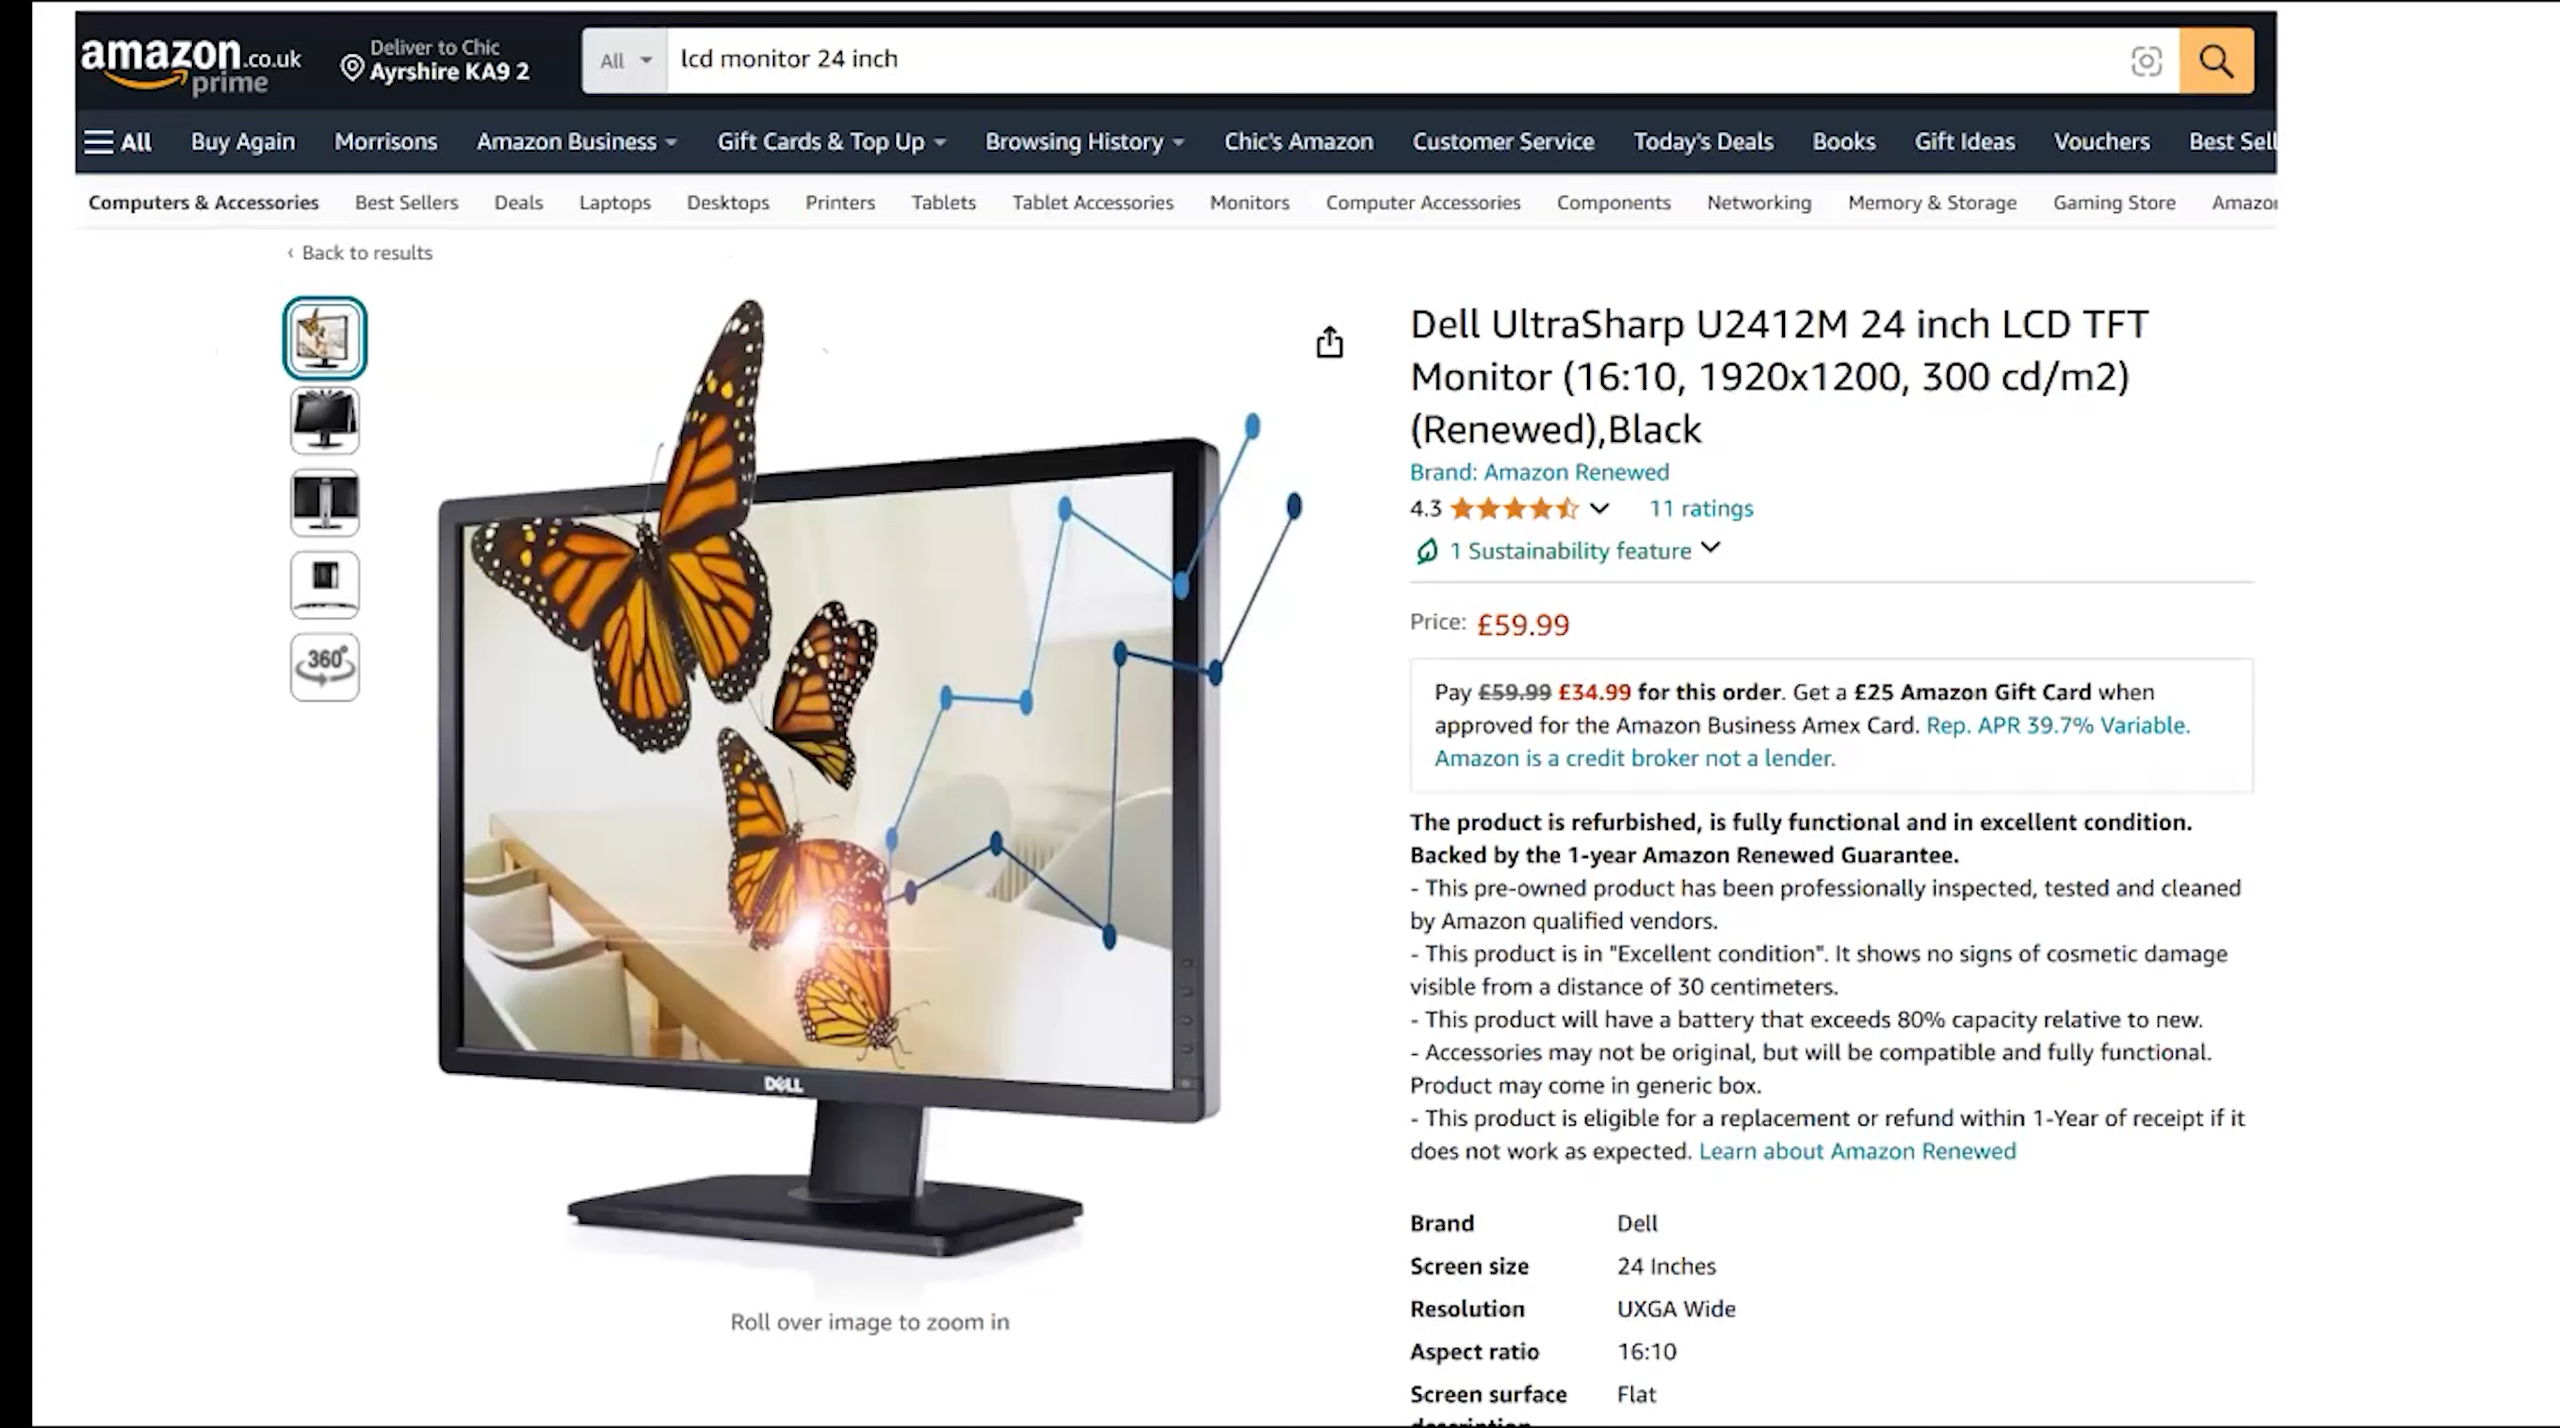 amazon.co.uk
prime
Deliver to Chic
Ayrshire KA9 2
All
lcd monitor 24 inch
All Buy Again Morrisons Amazon Business Gift Cards & Top Up Browsing History Chic's Amazon Customer Service Today's Deals Books Gift Ideas Vouchers Best Sell
Computers & Accessories Best Sellers Deals Laptops Desktops Printers Tablets Tablet Accessories Monitors Computer Accessories Components Networking Memory & Storage Gaming Store Amazo
‹ Back to results
360°
DELL
Roll over image to zoom in
Dell UltraSharp U2412M 24 inch LCD TFT
Monitor (16:10, 1920x1200, 300 cd/m2)
(Renewed),Black
Brand: Amazon Renewed
4.3 11 ratings
1 Sustainability feature
Price: £59.99
Pay £59.99 £34.99 for this order. Get a £25 Amazon Gift Card when
approved for the Amazon Business Amex Card. Rep. APR 39.7% Variable.
Amazon is a credit broker not a lender.
The product is refurbished, is fully functional and in excellent condition.
Backed by the 1-year Amazon Renewed Guarantee.
- This pre-owned product has been professionally inspected, tested and cleaned
by Amazon qualified vendors.
- This product is in "Excellent condition". It shows no signs of cosmetic damage
visible from a distance of 30 centimeters.
- This product will have a battery that exceeds 80% capacity relative to new.
- Accessories may not be original, but will be compatible and fully functional.
Product may come in generic box.
- This product is eligible for a replacement or refund within 1-Year of receipt if it
does not work as expected. Learn about Amazon Renewed
Brand Dell
Screen size 24 Inches
Resolution UXGA Wide
Aspect ratio 16:10
Screen surface Flat